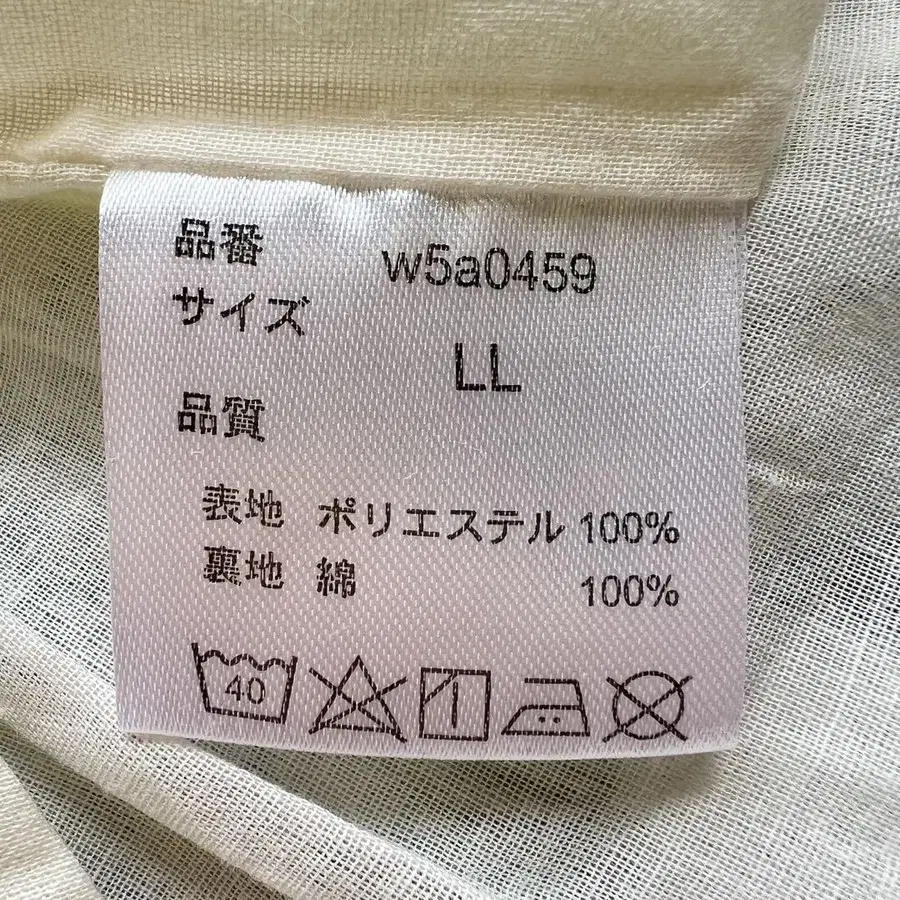 品番 w5a0459
サイズ LL
品質
表地 ポリエステル 100%
裏地 綿 100%
40